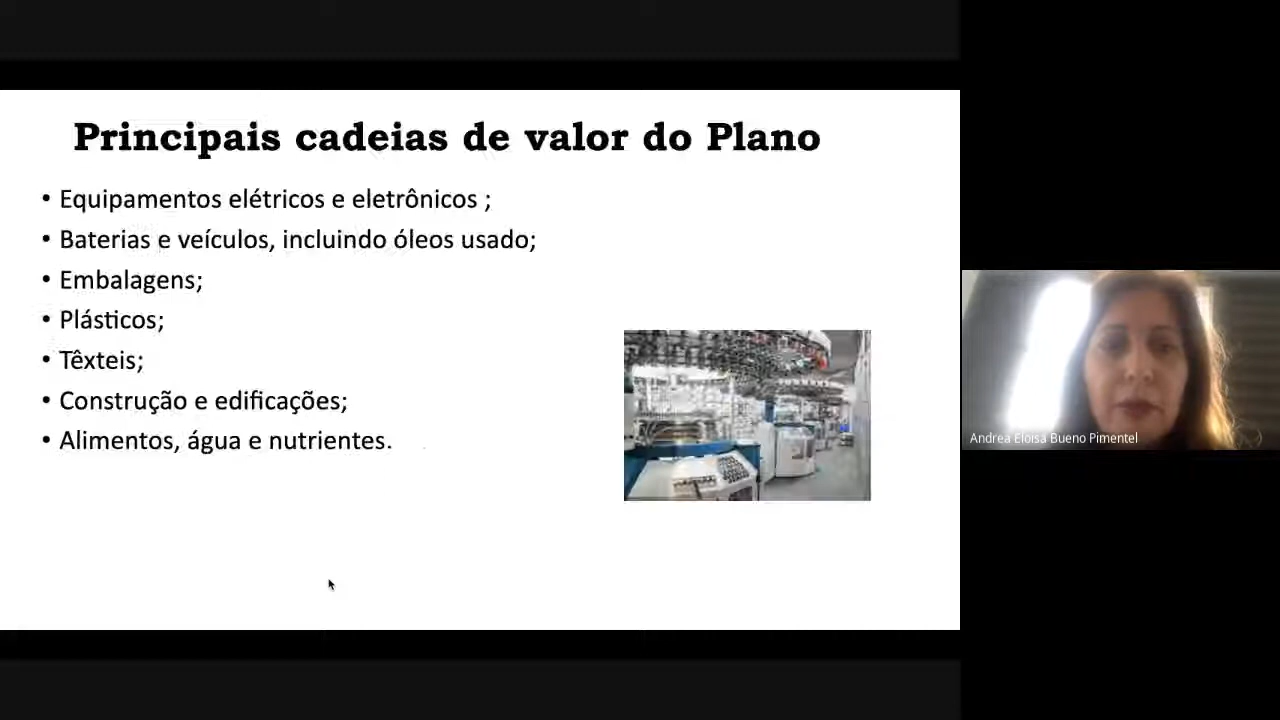 Principais cadeias de valor do Plano
• Equipamentos elétricos e eletrônicos ;
• Baterias e veículos, incluindo óleos usado;
• Embalagens;
• Plásticos;
• Têxteis;
• Construção e edificações;
• Alimentos, água e nutrientes.
Andrea Eloisa Bueno Pimentel